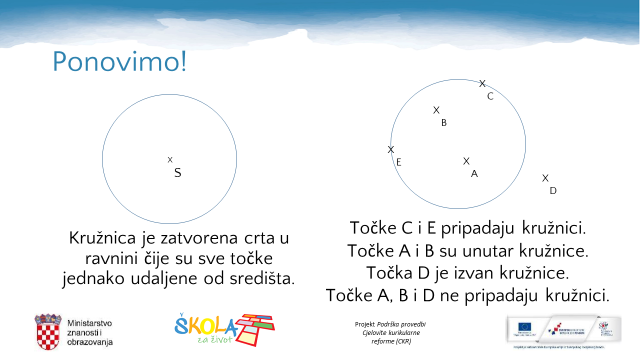 Ponovimo!
x
S
Kružnica je zatvorena crta u
ravnini čije su sve točke
jednako udaljene od središta.
X
C
X
B
X
E
X
A
X
D
Točke C i E pripadaju kružnici.
Točke A i B su unutar kružnice.
Točka D je izvan kružnice.
Točke A, B i D ne pripadaju kružnici.
Ministarstvo
znanosti i
obrazovanja
ŠKOLA
za život
Projekt Podrška provedbi
Cjelovite kurikularne
reforme (CKR)